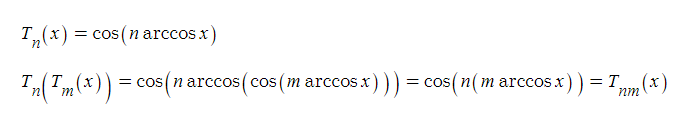 T_n(x) = cos(n arccos x)
T_n(T_m(x)) = cos(n arccos(cos(m arccos x))) = cos(n(m arccos x)) = T_nm(x)